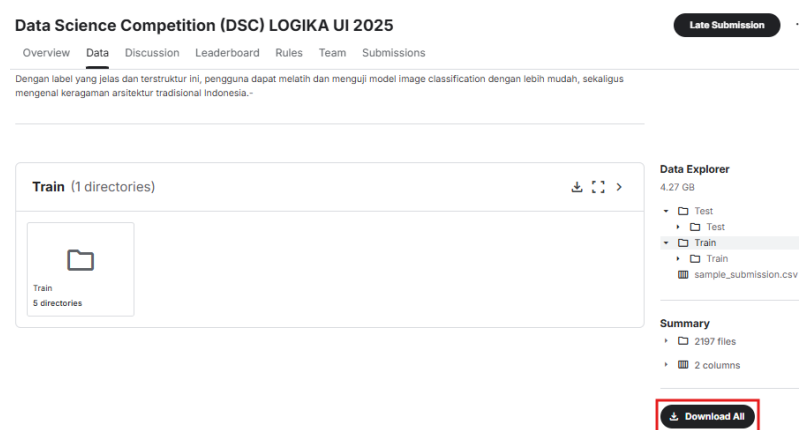 Data Science Competition (DSC) LOGIKA UI 2025
Late Submission
Overview Data Discussion Leaderboard Rules Team Submissions
Dengan label yang jelas dan terstruktur ini, pengguna dapat melatih dan menguji model image classification dengan lebih mudah, sekaligus
mengenal keragaman arsitektur tradisional Indonesia.-
Train (1 directories)
Train
5 directories
Data Explorer
4.27 GB
Test
Test
Train
Train
sample_submission.csv
Summary
2197 files
2 columns
Download All